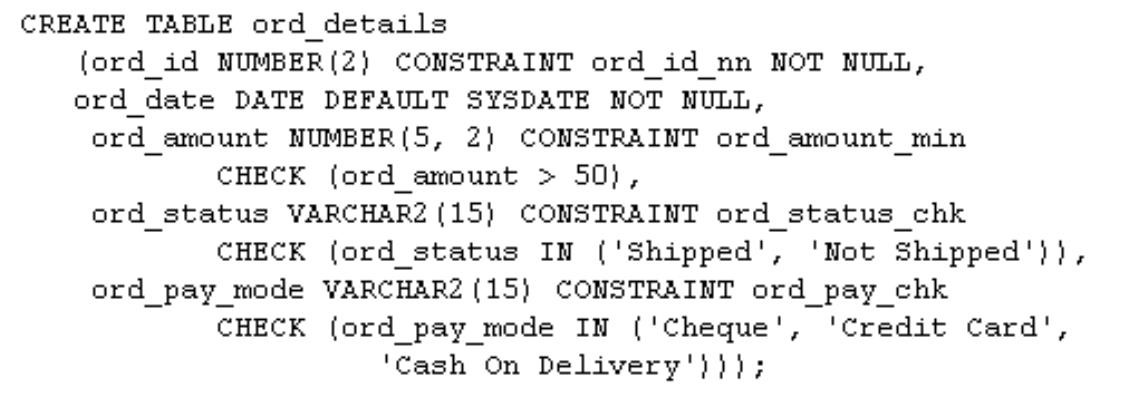 CREATE TABLE ord_details
(ord_id NUMBER(2) CONSTRAINT ord_id_nn NOT NULL,
ord_date DATE DEFAULT SYSDATE NOT NULL,
ord_amount NUMBER(5, 2) CONSTRAINT ord_amount_min
CHECK (ord_amount > 50),
ord_status VARCHAR2(15) CONSTRAINT ord_status_chk
CHECK (ord_status IN ('Shipped', 'Not Shipped')),
ord_pay_mode VARCHAR2(15) CONSTRAINT ord_pay_chk
CHECK (ord_pay_mode IN ('Cheque', 'Credit Card',
'Cash On Delivery')));